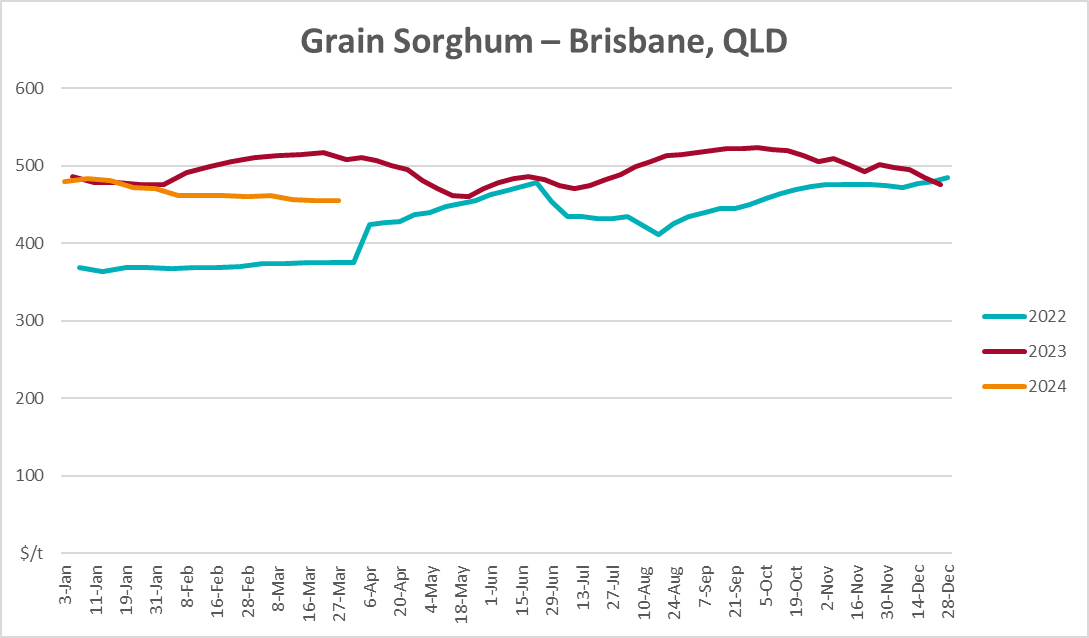 Grain Sorghum – Brisbane, QLD
600
500
400
300
200
100
$/t
3-Jan
11-Jan
19-Jan
31-Jan
8-Feb
16-Feb
28-Feb
8-Mar
16-Mar
27-Mar
6-Apr
20-Apr
4-May
18-May
1-Jun
15-Jun
29-Jun
13-Jul
27-Jul
10-Aug
24-Aug
7-Sep
21-Sep
5-Oct
19-Oct
2-Nov
16-Nov
30-Nov
14-Dec
28-Dec
2022
2023
2024